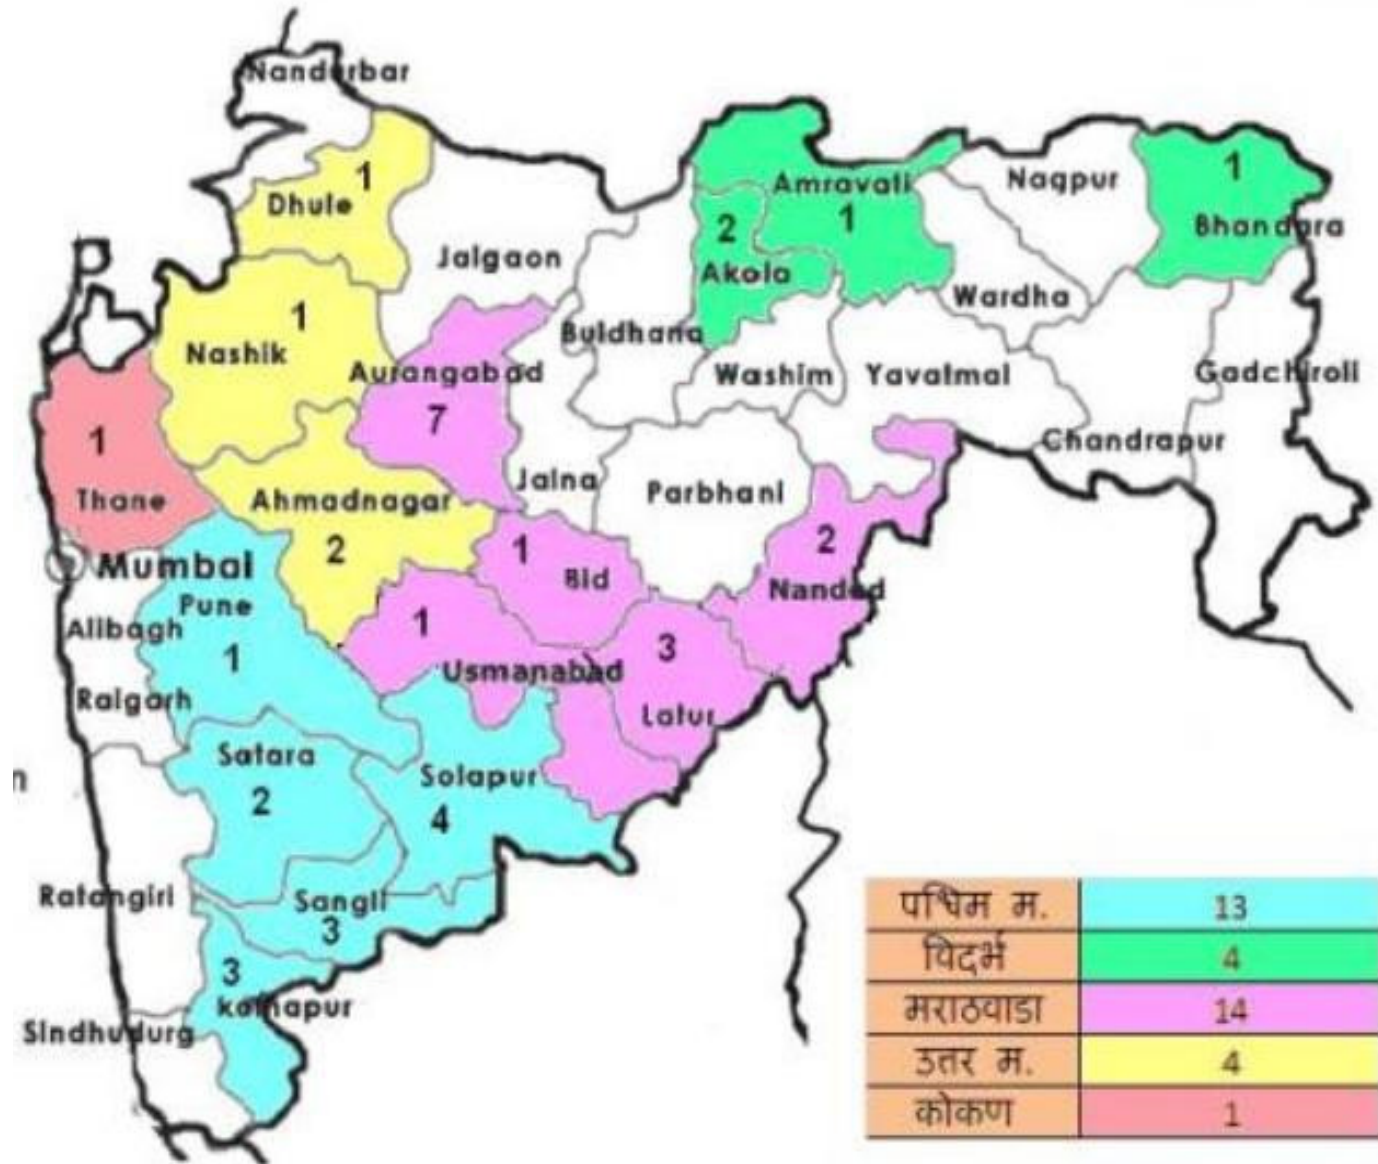 Nandurbar
1
Dhule
Jalgaon
1
Nashik
Aurangabad
7
Buldhana
2
Akola
Amravati
1
Nagpur
1
Bhandara
Wardha
Washim
Yavatmal
Gadchiroli
Chandrapur
1
Thane
Ahmadnagar
2
Jalna
Parbhani
2
Nanded
1
Bid
Mumbai
Pune
1
Alibagh
Raigarh
1
Usmanabad
3
Latur
Satara
2
Solapur
4
n
Ratangiri
Sangli
3
3
kolhapur
Sindhudurg
पश्चिम म. 13
विदर्भ 4
मराठवाडा 14
उत्तर म. 4
कोकण 1